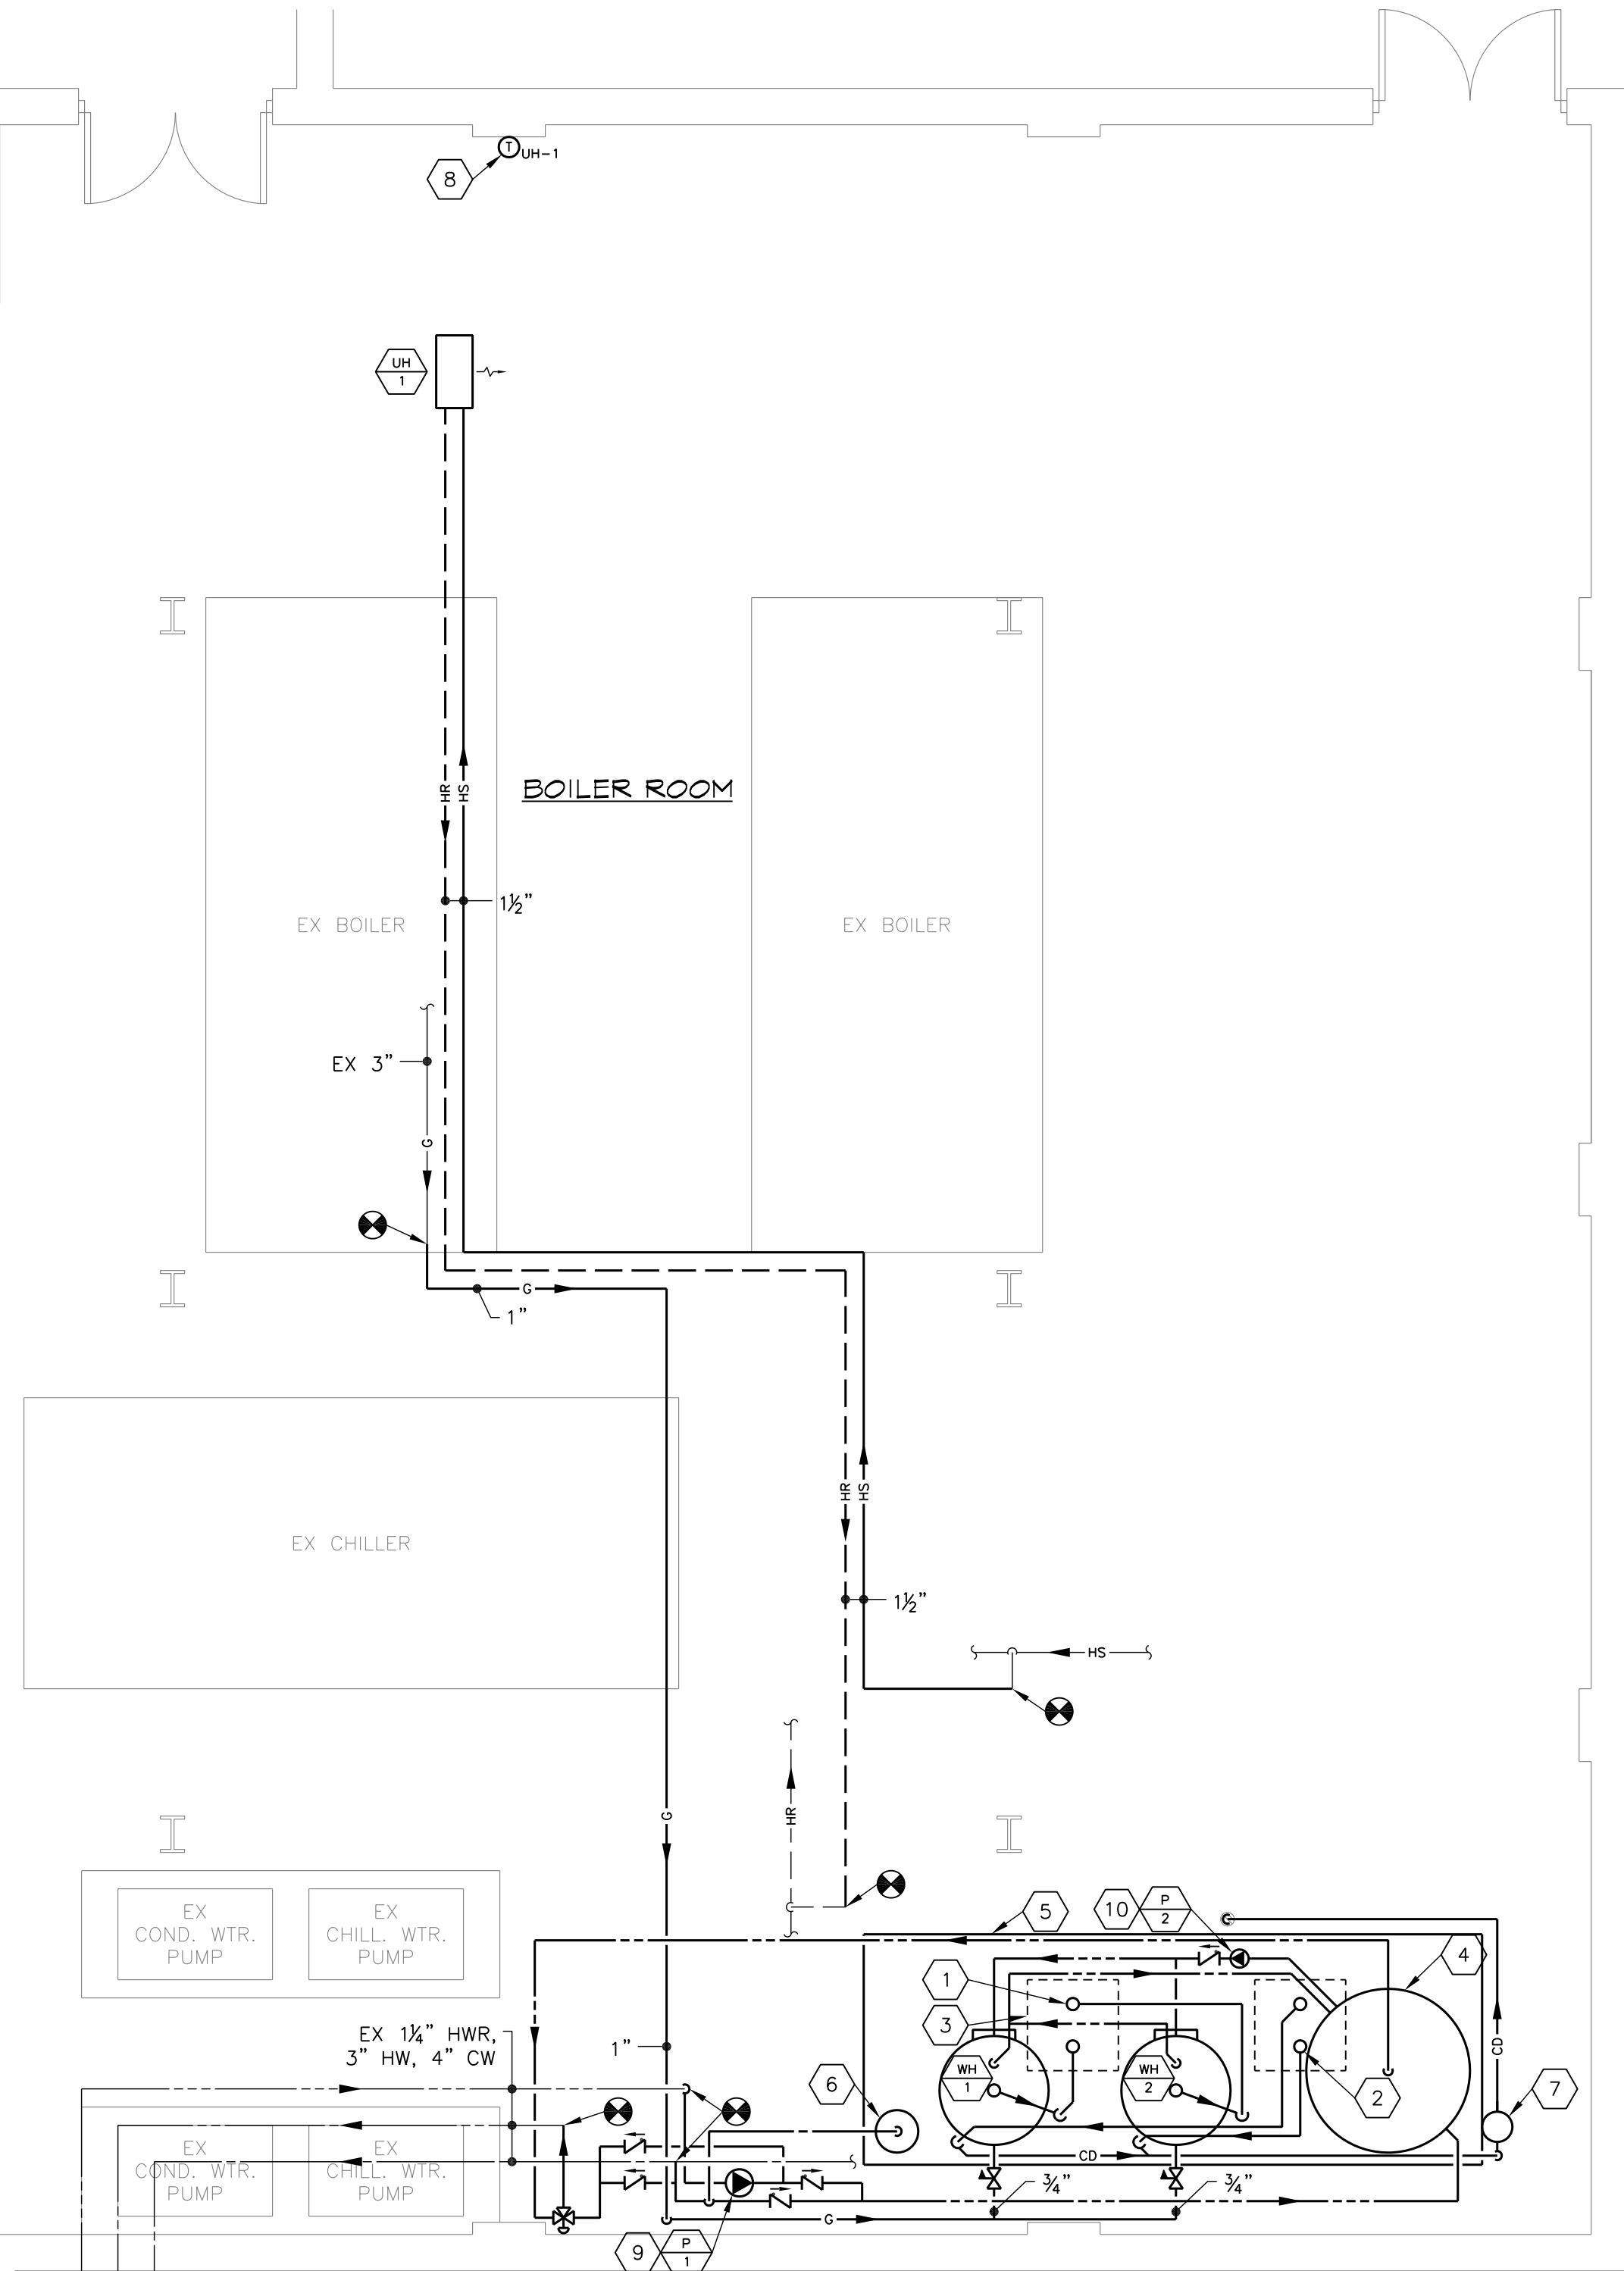 T
UH-1
8
UH
1
HR
HS
BOILER ROOM
1½"
EX BOILER
EX BOILER
EX 3"
G
G
1"
EX CHILLER
HR
HS
1½"
HS
G
HR
EX
COND. WTR.
PUMP
EX
CHILL. WTR.
PUMP
5
10
P
2
4
1
3
EX 1¼" HWR,
3" HW, 4" CW
1"
CD
WH
1
WH
2
6
2
7
EX
COND. WTR.
PUMP
EX
CHILL. WTR.
PUMP
CD
¾"
¾"
G
9
P
1